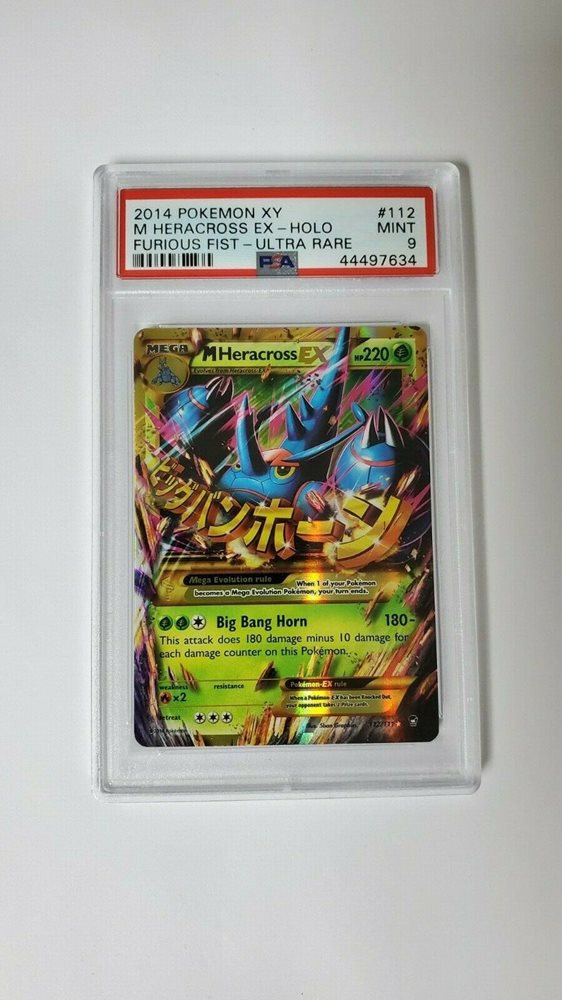 2014 POKEMON XY #112
M HERACROSS EX-HOLO MINT
FURIOUS FIST-ULTRA RARE 9
PSA 44497634
MEGA
M Heracross EX HP220
Evolves from Heracross-EX
ビッグバンホーン
Mega Evolution rule
When 1 of your Pokémon
becomes a Mega Evolution Pokémon, your turn ends.
Big Bang Horn 180-
This attack does 180 damage minus 10 damage for
each damage counter on this Pokémon.
weakness resistance
×2
Pokémon-EX rule
When a Pokémon-EX has been Knocked Out,
your opponent takes 2 Prize cards.
retreat